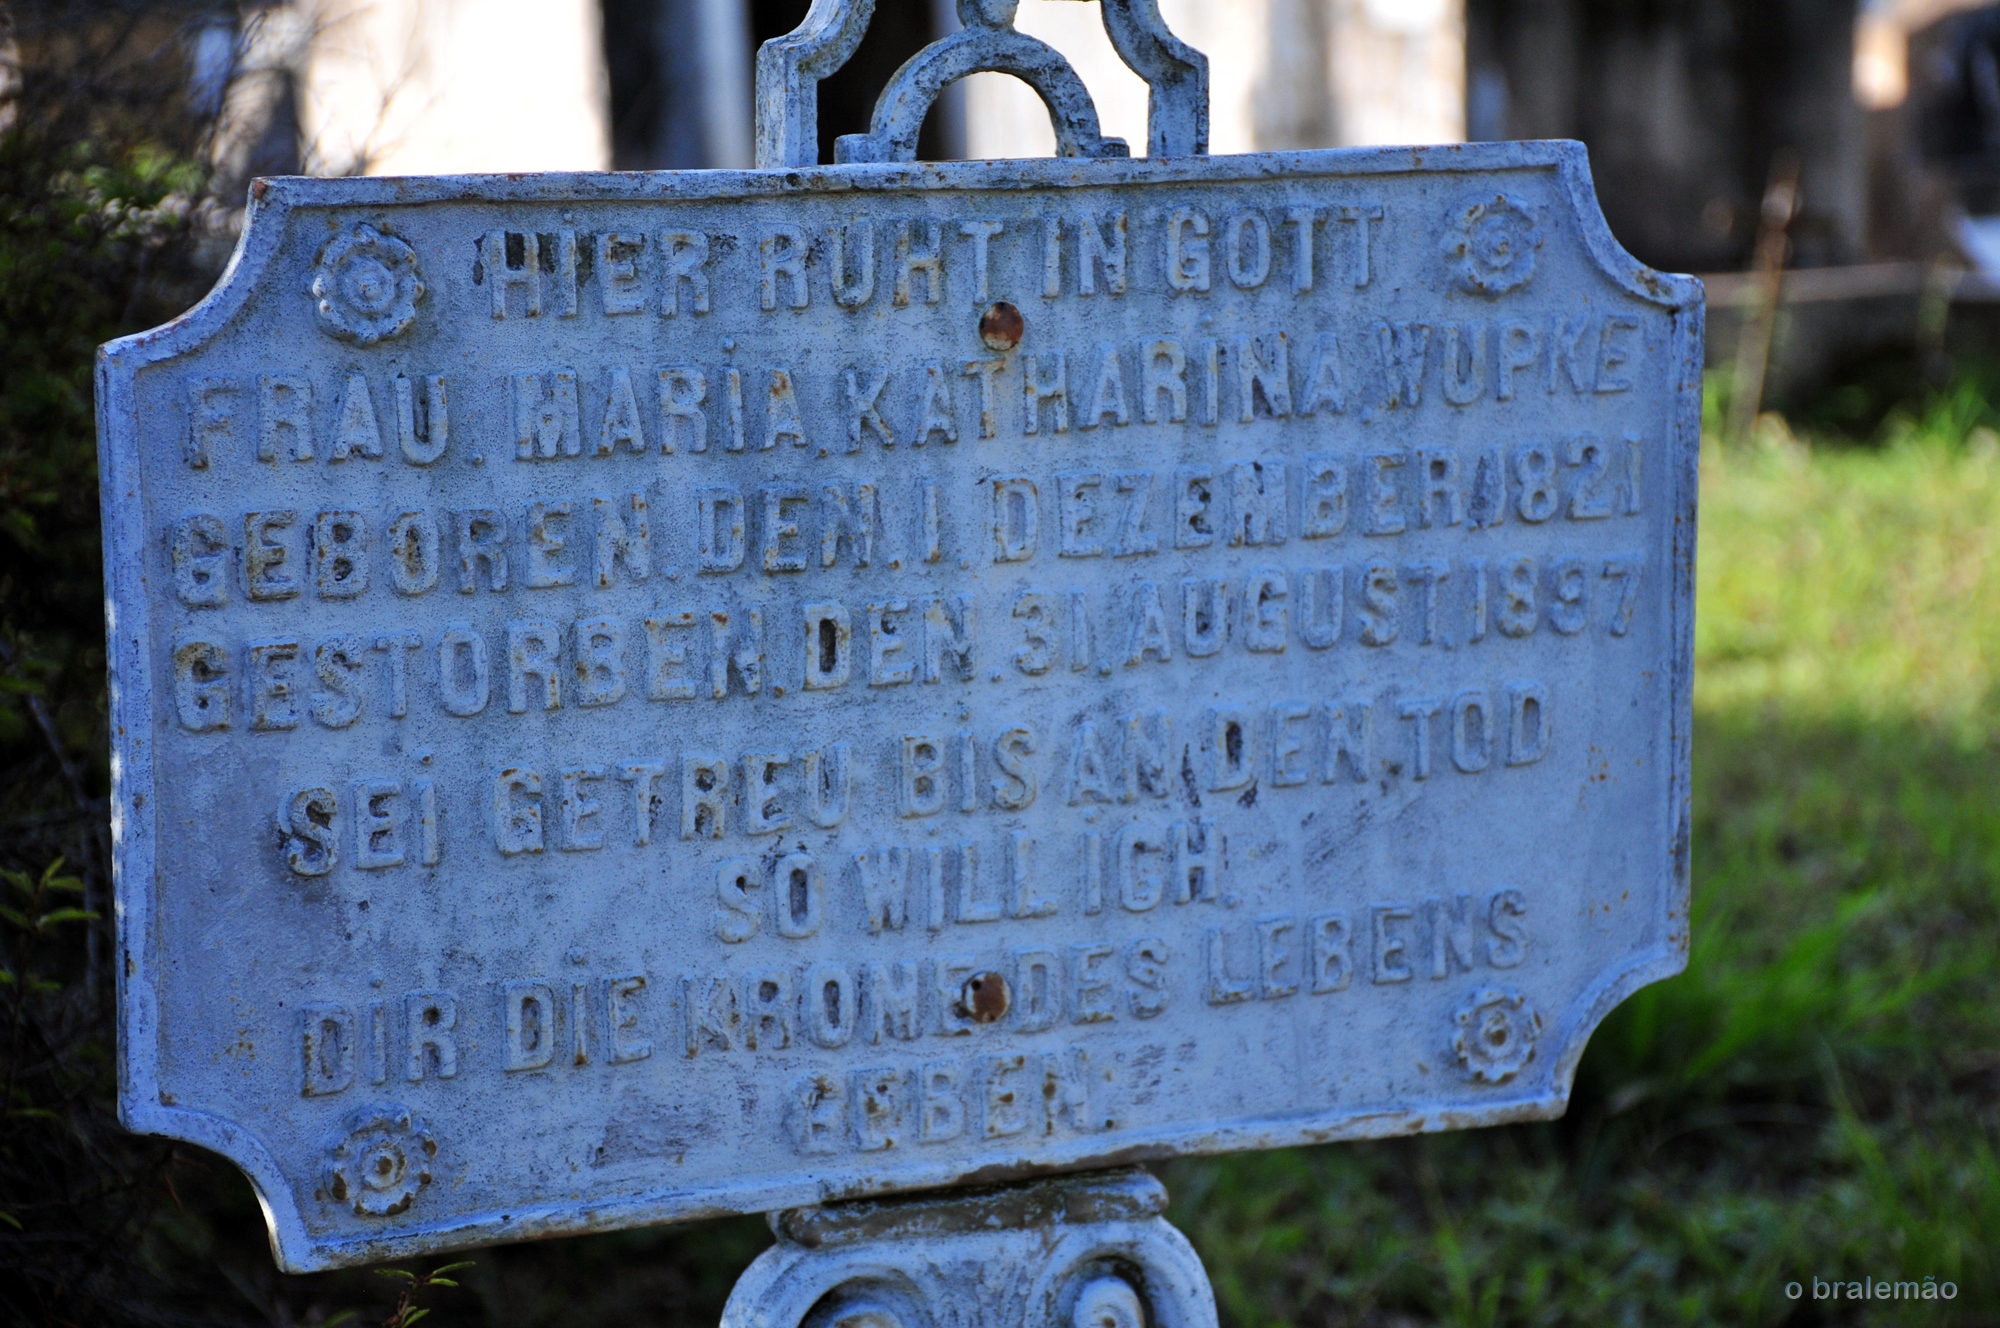 HiER RUHT IN GOTT
FRAU. MARiA. KATHARiNA. WUPKE
GEBOREN. DEN. 1. DEZEMBER. 1821
GESTORBEN. DEN. 31. AUGUST. 1897
SEi GETREU BiS AN. DEN. TOD
SO WiLL iCH.
DiR DiE KRONE DES LEBENS
GEBEN.
o bralemão